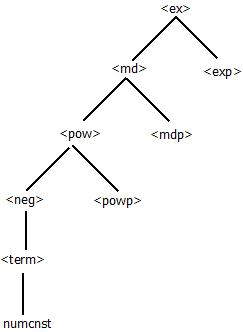 <ex>
<md> <exp>
<pow> <mdp>
<neg> <powp>
<term>
numcnst